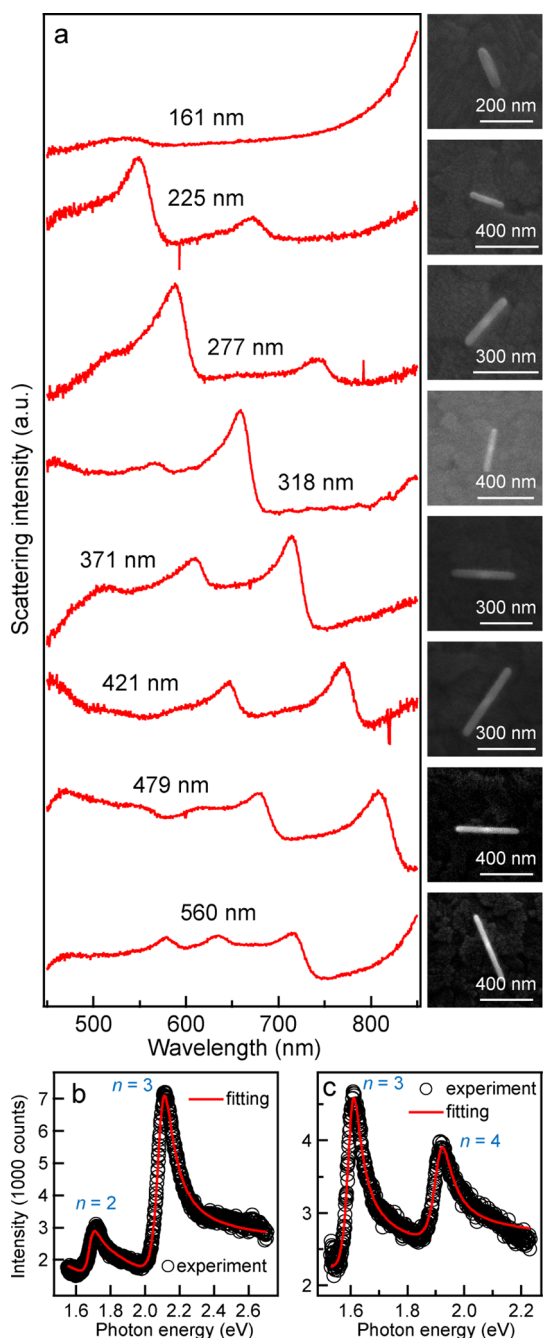 a
161 nm
225 nm
277 nm
318 nm
371 nm
421 nm
479 nm
560 nm
Scattering intensity (a.u.)
500 600 700 800
Wavelength (nm)
200 nm
400 nm
300 nm
400 nm
300 nm
300 nm
400 nm
400 nm
b
n = 3
fitting
n = 2
experiment
Intensity (1000 counts)
7
6
5
4
3
2
1.6 1.8 2.0 2.2 2.4 2.6
Photon energy (eV)
c
n = 3
experiment
fitting
n = 4
5
4
3
2
1.6 1.8 2.0 2.2
Photon energy (eV)